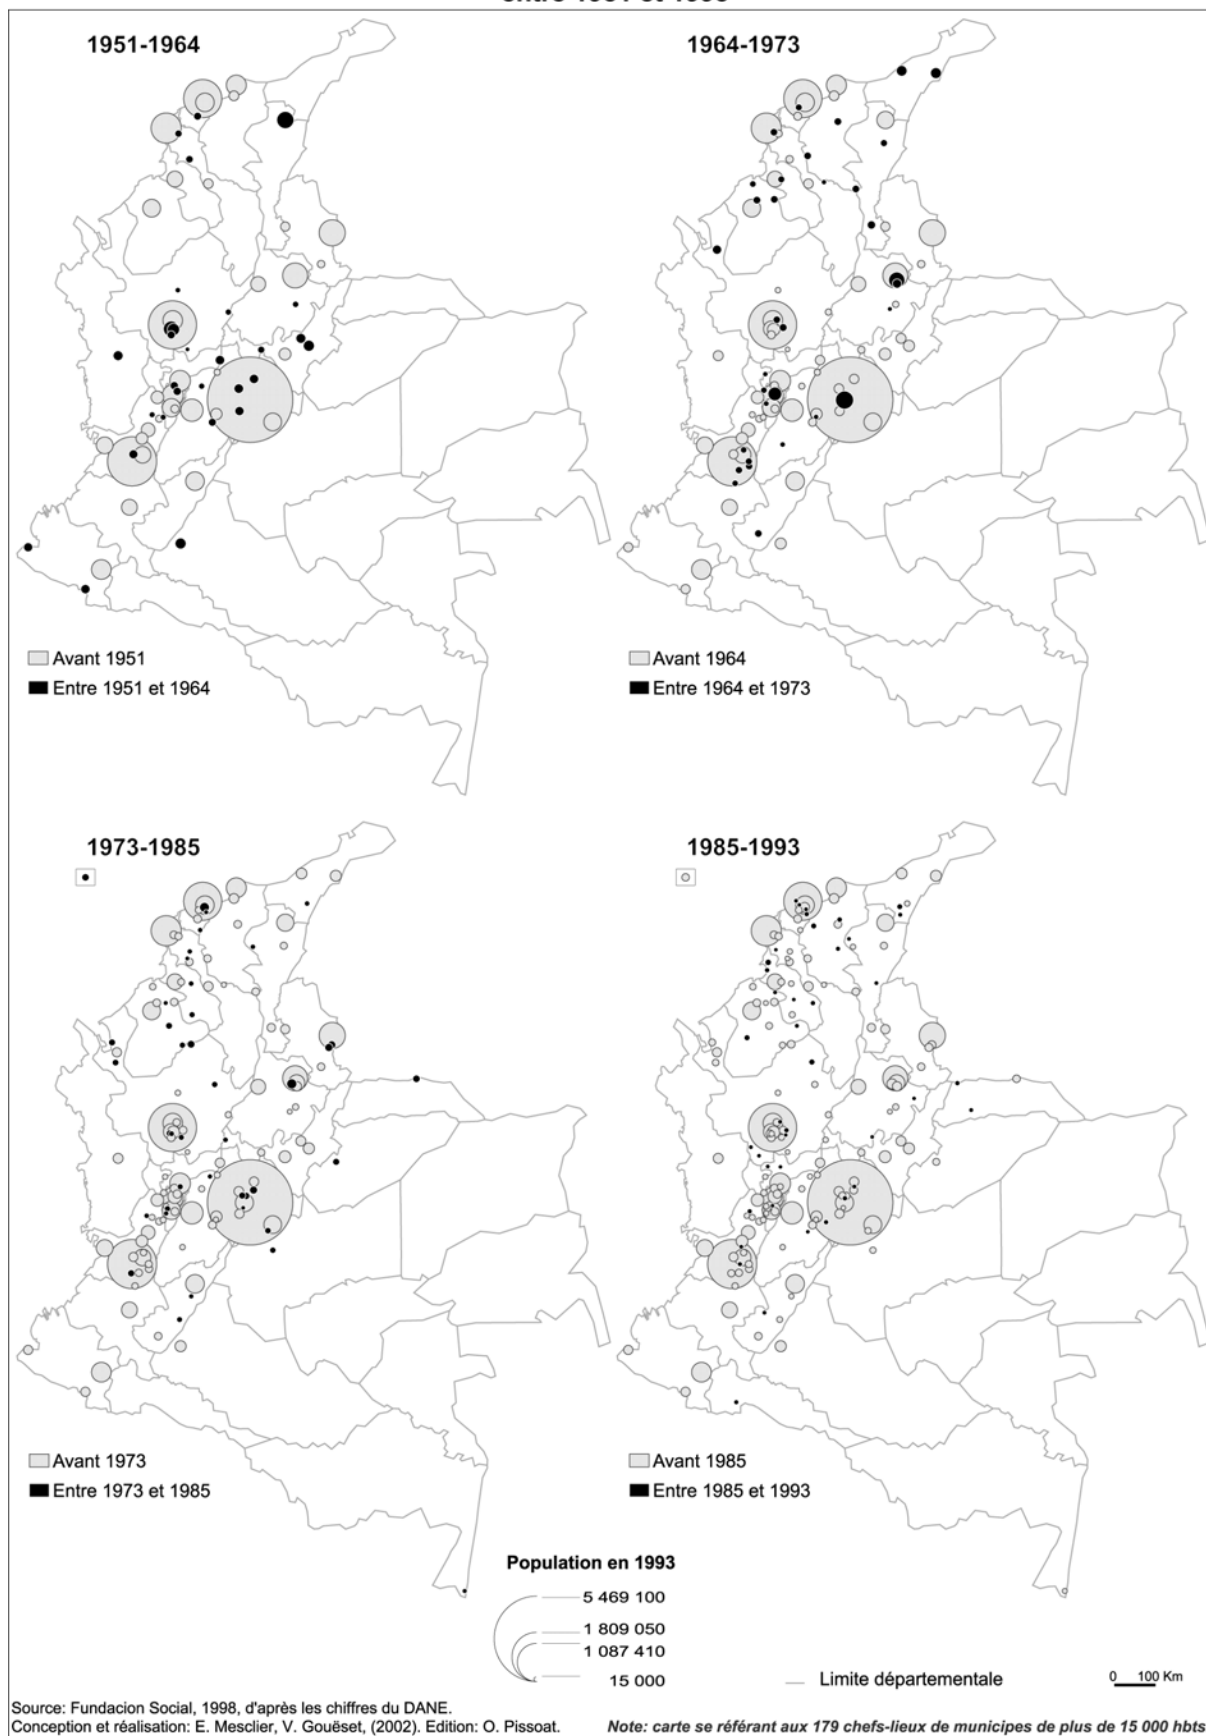 1951-1964
1964-1973
Avant 1951
Entre 1951 et 1964
Avant 1964
Entre 1964 et 1973
1973-1985
1985-1993
Avant 1973
Entre 1973 et 1985
Avant 1985
Entre 1985 et 1993
Population en 1993
5 469 100
1 809 050
1 087 410
15 000
Limite départementale
0 100 Km
Source: Fundacion Social, 1998, d'après les chiffres du DANE.
Conception et réalisation: E. Mesclier, V. Gouëset, (2002). Edition: O. Pissoat.
Note: carte se référant aux 179 chefs-lieux de municipes de plus de 15 000 hbts